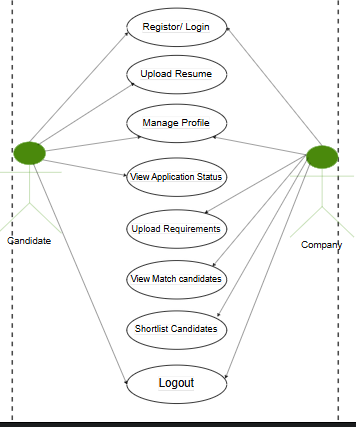 Registor/ Login
Upload Resume
Manage Profile
View Application Status
Upload Requirements
Candidate
Company
View Match candidates
Shortlist Candidates
Logout